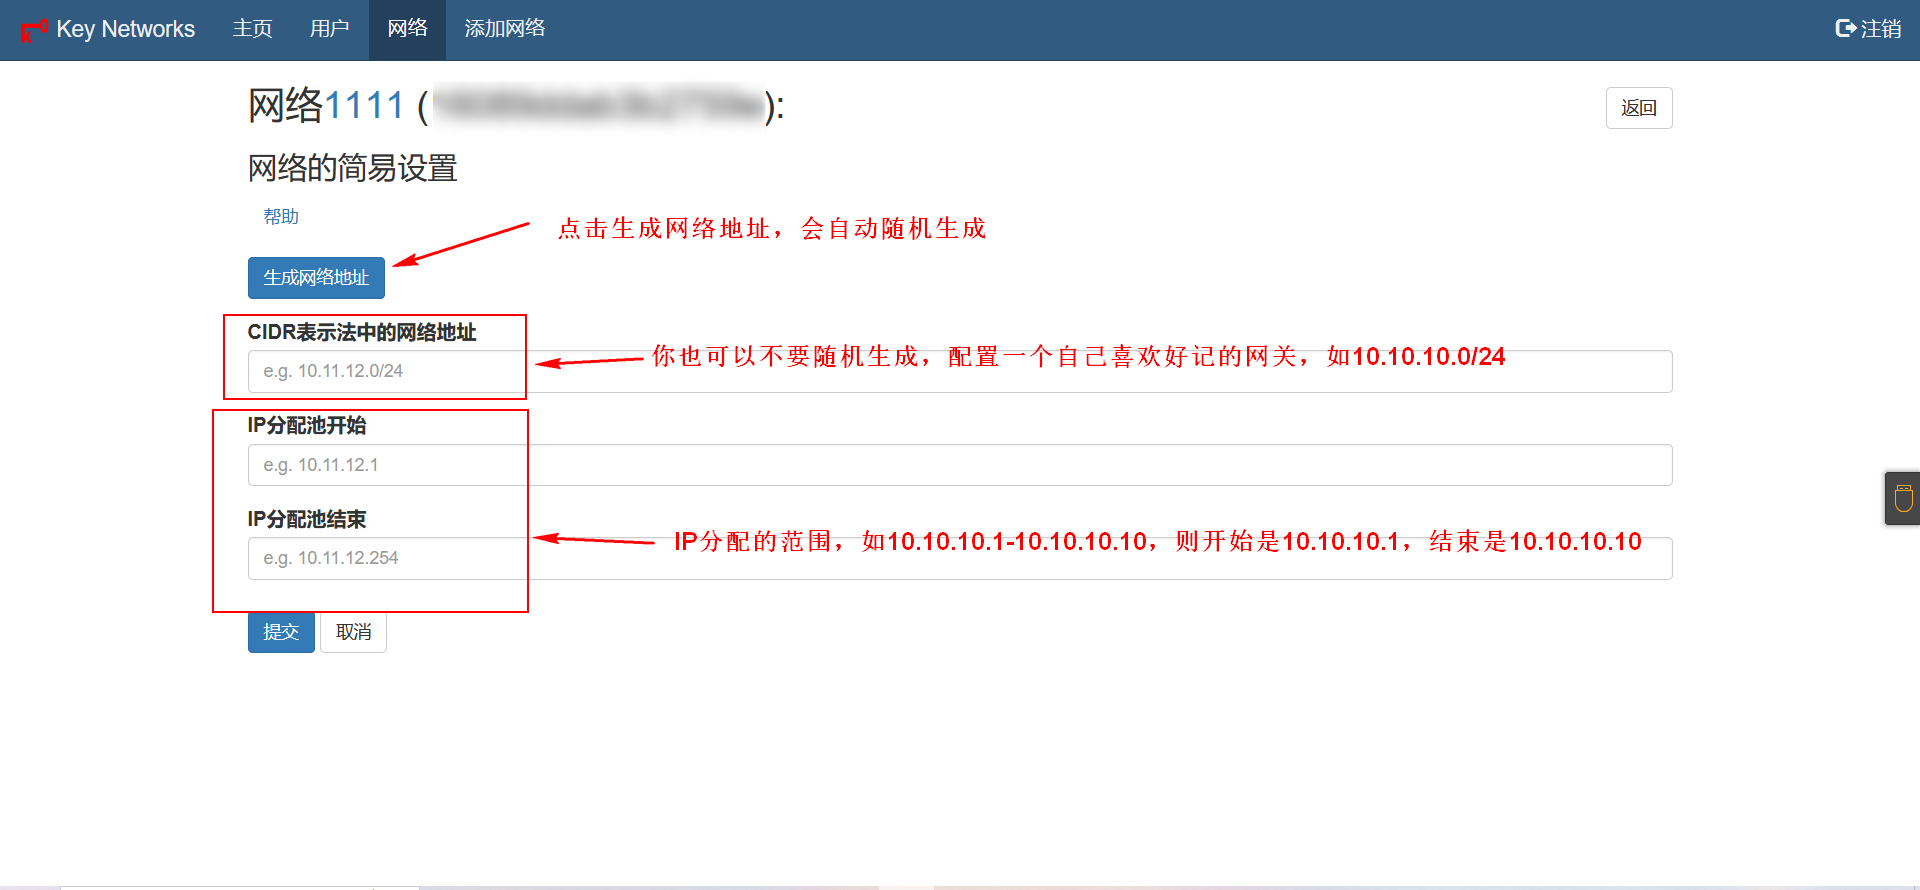 Key Networks 主页 用户 网络 添加网络 注销
网络1111 ( ):
返回
网络的简易设置
帮助
点击生成网络地址，会自动随机生成
生成网络地址
CIDR表示法中的网络地址
你也可以不要随机生成，配置一个自己喜欢好记的网关，如10.10.10.0/24
e.g. 10.11.12.0/24
IP分配池开始
e.g. 10.11.12.1
IP分配池结束
IP分配的范围，如10.10.10.1-10.10.10.10，则开始是10.10.10.1，结束是10.10.10.10
e.g. 10.11.12.254
提交 取消